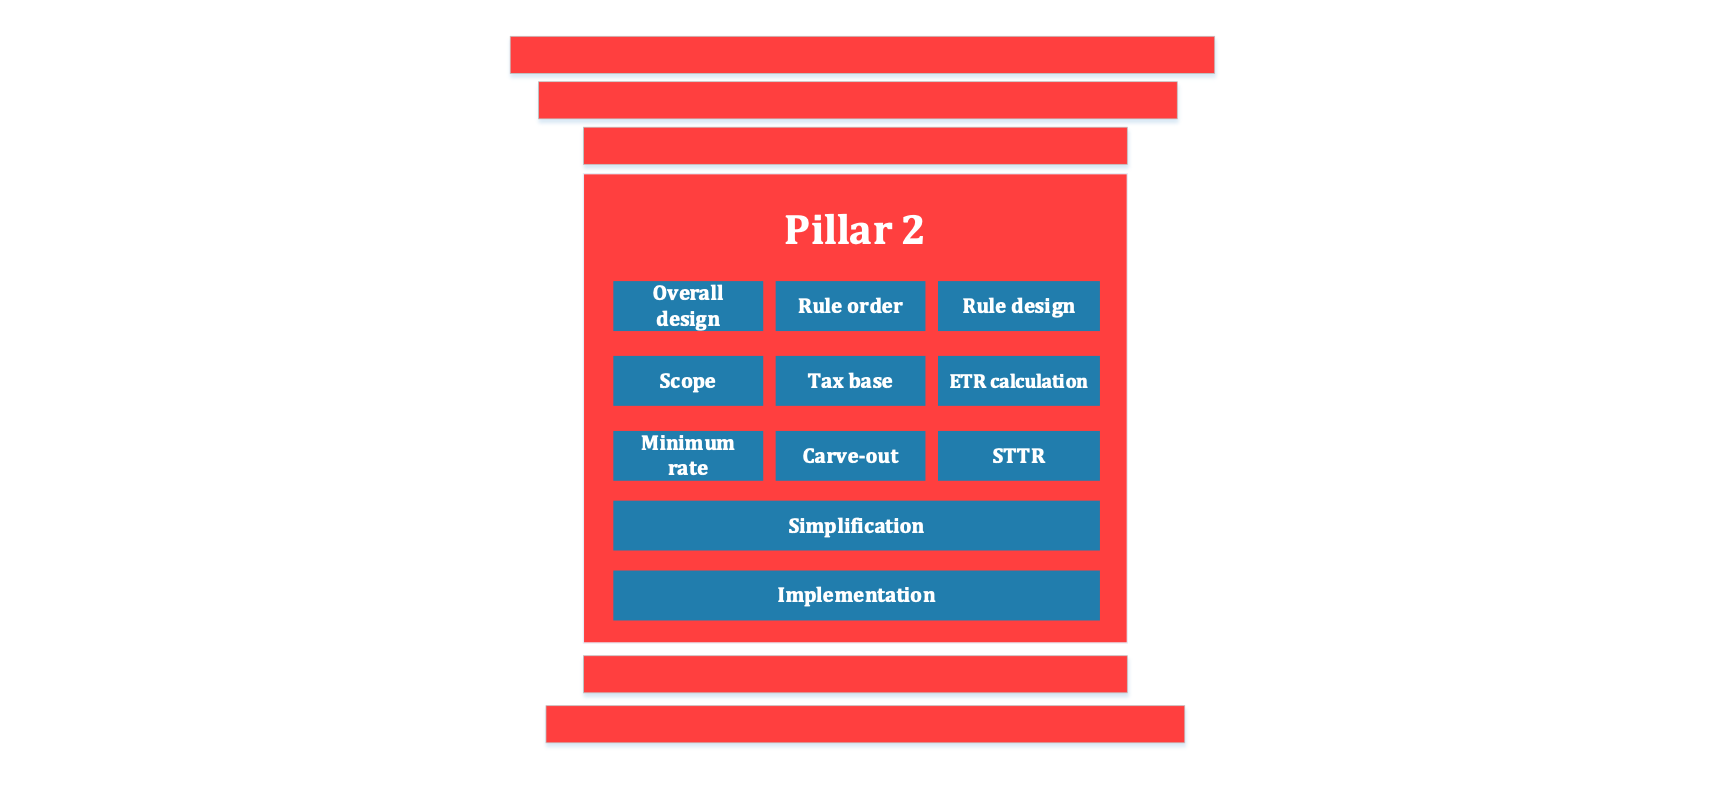 Pillar 2
Overall
design
Rule order
Rule design
Scope
Tax base
ETR calculation
Minimum
rate
Carve-out
STTR
Simplification
Implementation